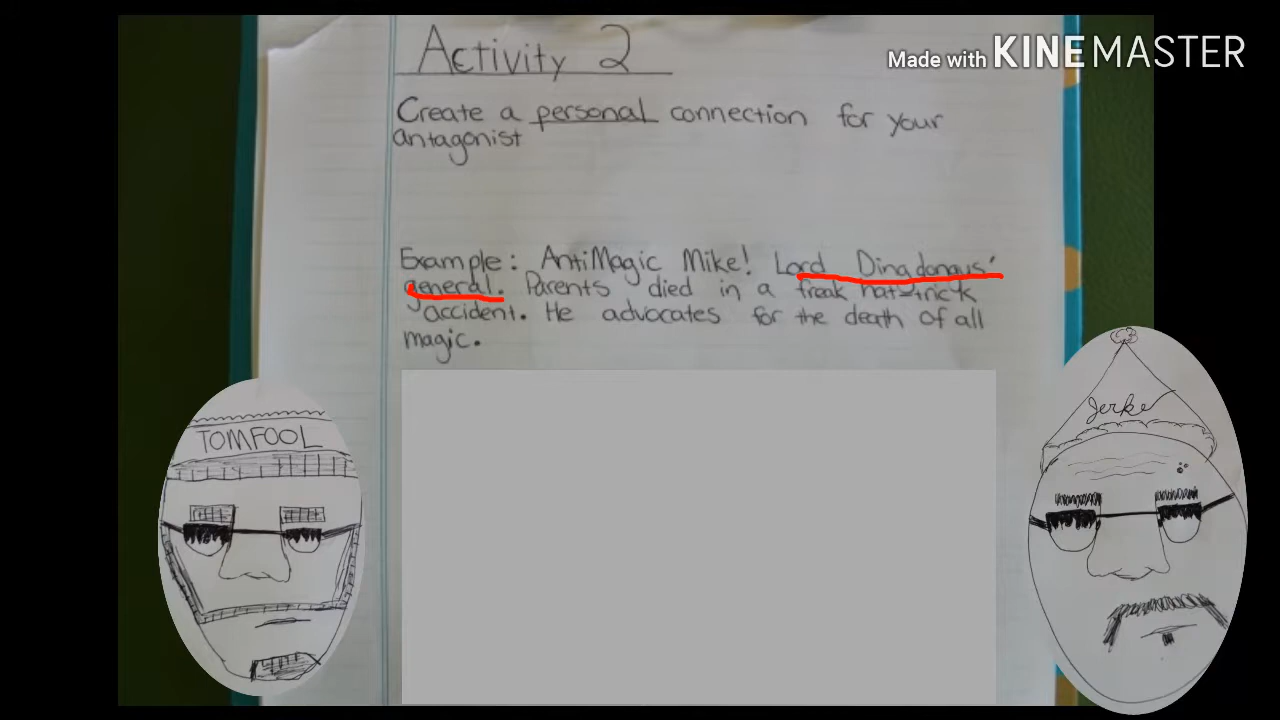 Activity 2
Made with KINEMASTER
Create a personal connection for your
antagonist
Example: AntiMagic Mike! Lord Dingdongus'
general. Parents died in a freak hat-trick
accident. He advocates for the death of all
magic.
TOMFOOL
Jerke